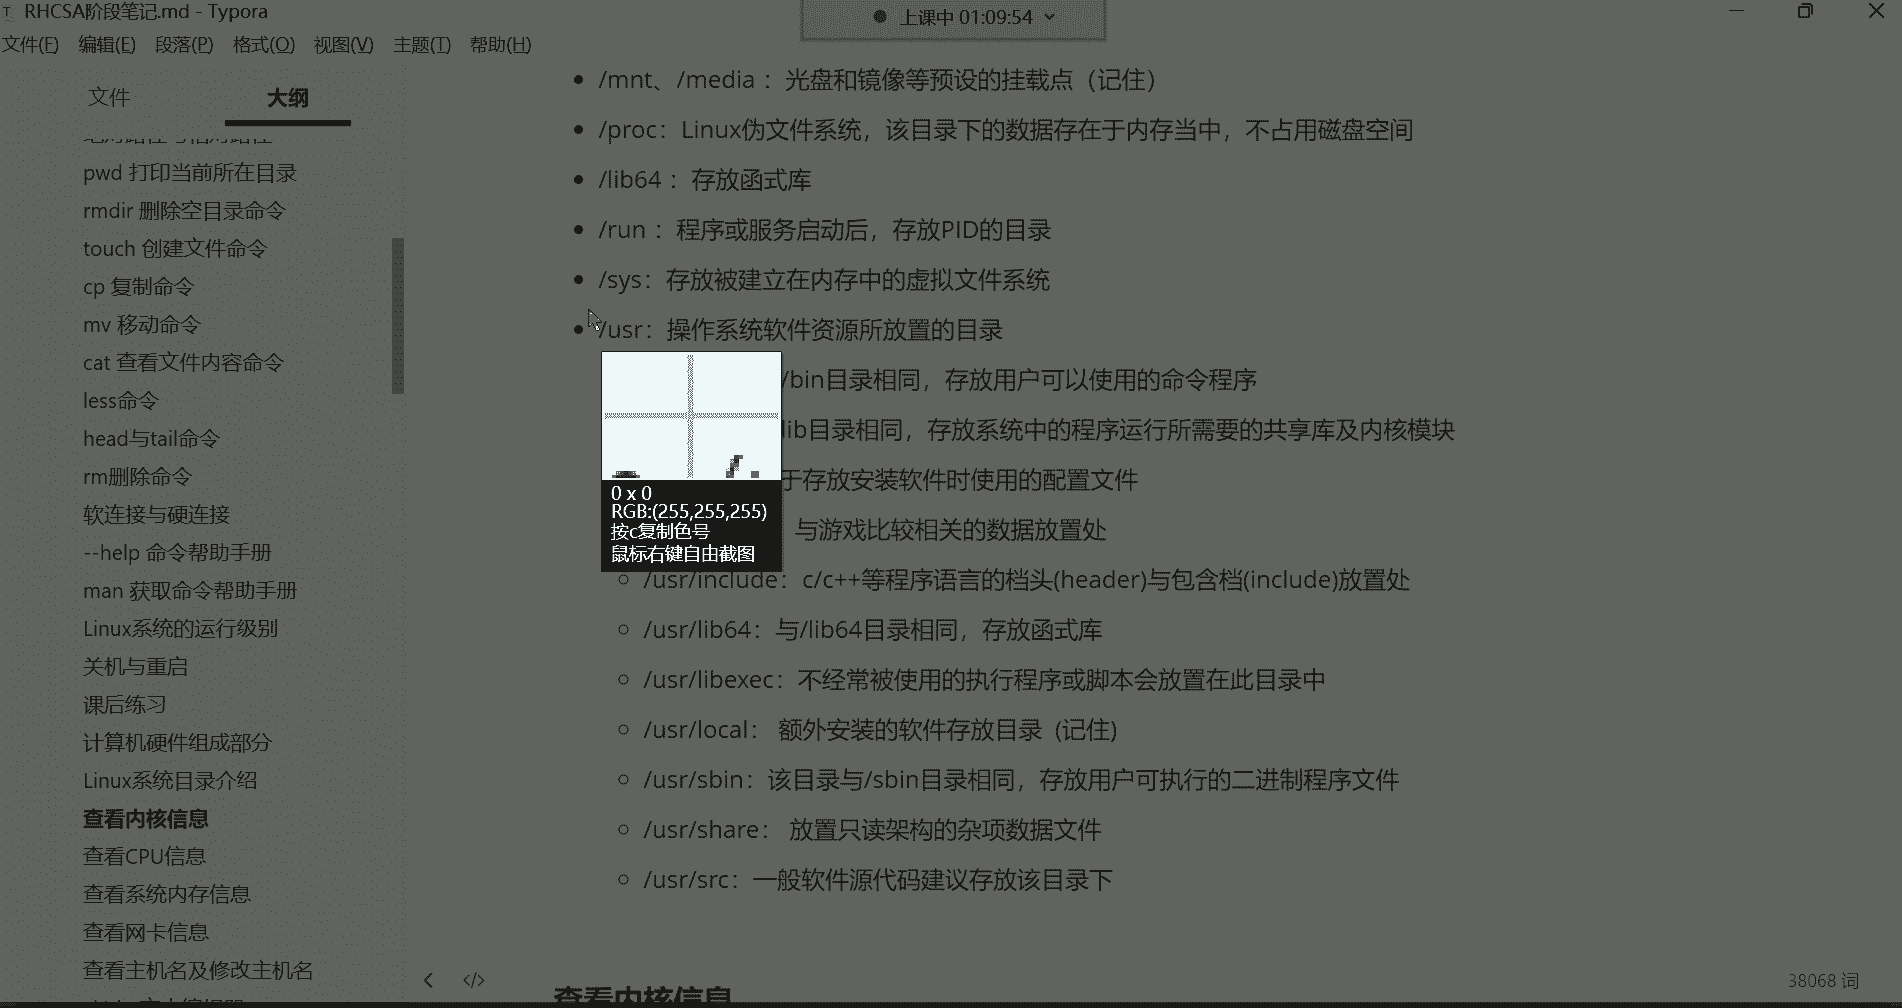 RHCSA阶段笔记.md - Typora
上课中 01:09:54
文件(F) 编辑(E) 段落(P) 格式(O) 视图(V) 主题(T) 帮助(H)
文件 大纲
pwd 打印当前所在目录
rmdir 删除空目录命令
touch 创建文件命令
cp 复制命令
mv 移动命令
cat 查看文件内容命令
less命令
head与tail命令
rm删除命令
软连接与硬连接
--help 命令帮助手册
man 获取命令帮助手册
Linux系统的运行级别
关机与重启
课后练习
计算机硬件组成部分
Linux系统目录介绍
查看内核信息
查看CPU信息
查看系统内存信息
查看网卡信息
查看主机名及修改主机名
/mnt、/media ：光盘和镜像等预设的挂载点（记住）
/proc：Linux伪文件系统，该目录下的数据存在于内存当中，不占用磁盘空间
/lib64 ：存放函式库
/run ：程序或服务启动后，存放PID的目录
/sys：存放被建立在内存中的虚拟文件系统
/usr：操作系统软件资源所放置的目录
/bin目录相同，存放用户可以使用的命令程序
lib目录相同，存放系统中的程序运行所需要的共享库及内核模块
于存放安装软件时使用的配置文件
与游戏比较相关的数据放置处
0 x 0
RGB:(255,255,255)
按c复制色号
鼠标右键自由截图
/usr/include：c/c++等程序语言的档头(header)与包含档(include)放置处
/usr/lib64：与/lib64目录相同，存放函式库
/usr/libexec：不经常被使用的执行程序或脚本会放置在此目录中
/usr/local： 额外安装的软件存放目录 (记住)
/usr/sbin：该目录与/sbin目录相同，存放用户可执行的二进制程序文件
/usr/share： 放置只读架构的杂项数据文件
/usr/src：一般软件源代码建议存放该目录下
查看内核信息
38068 词